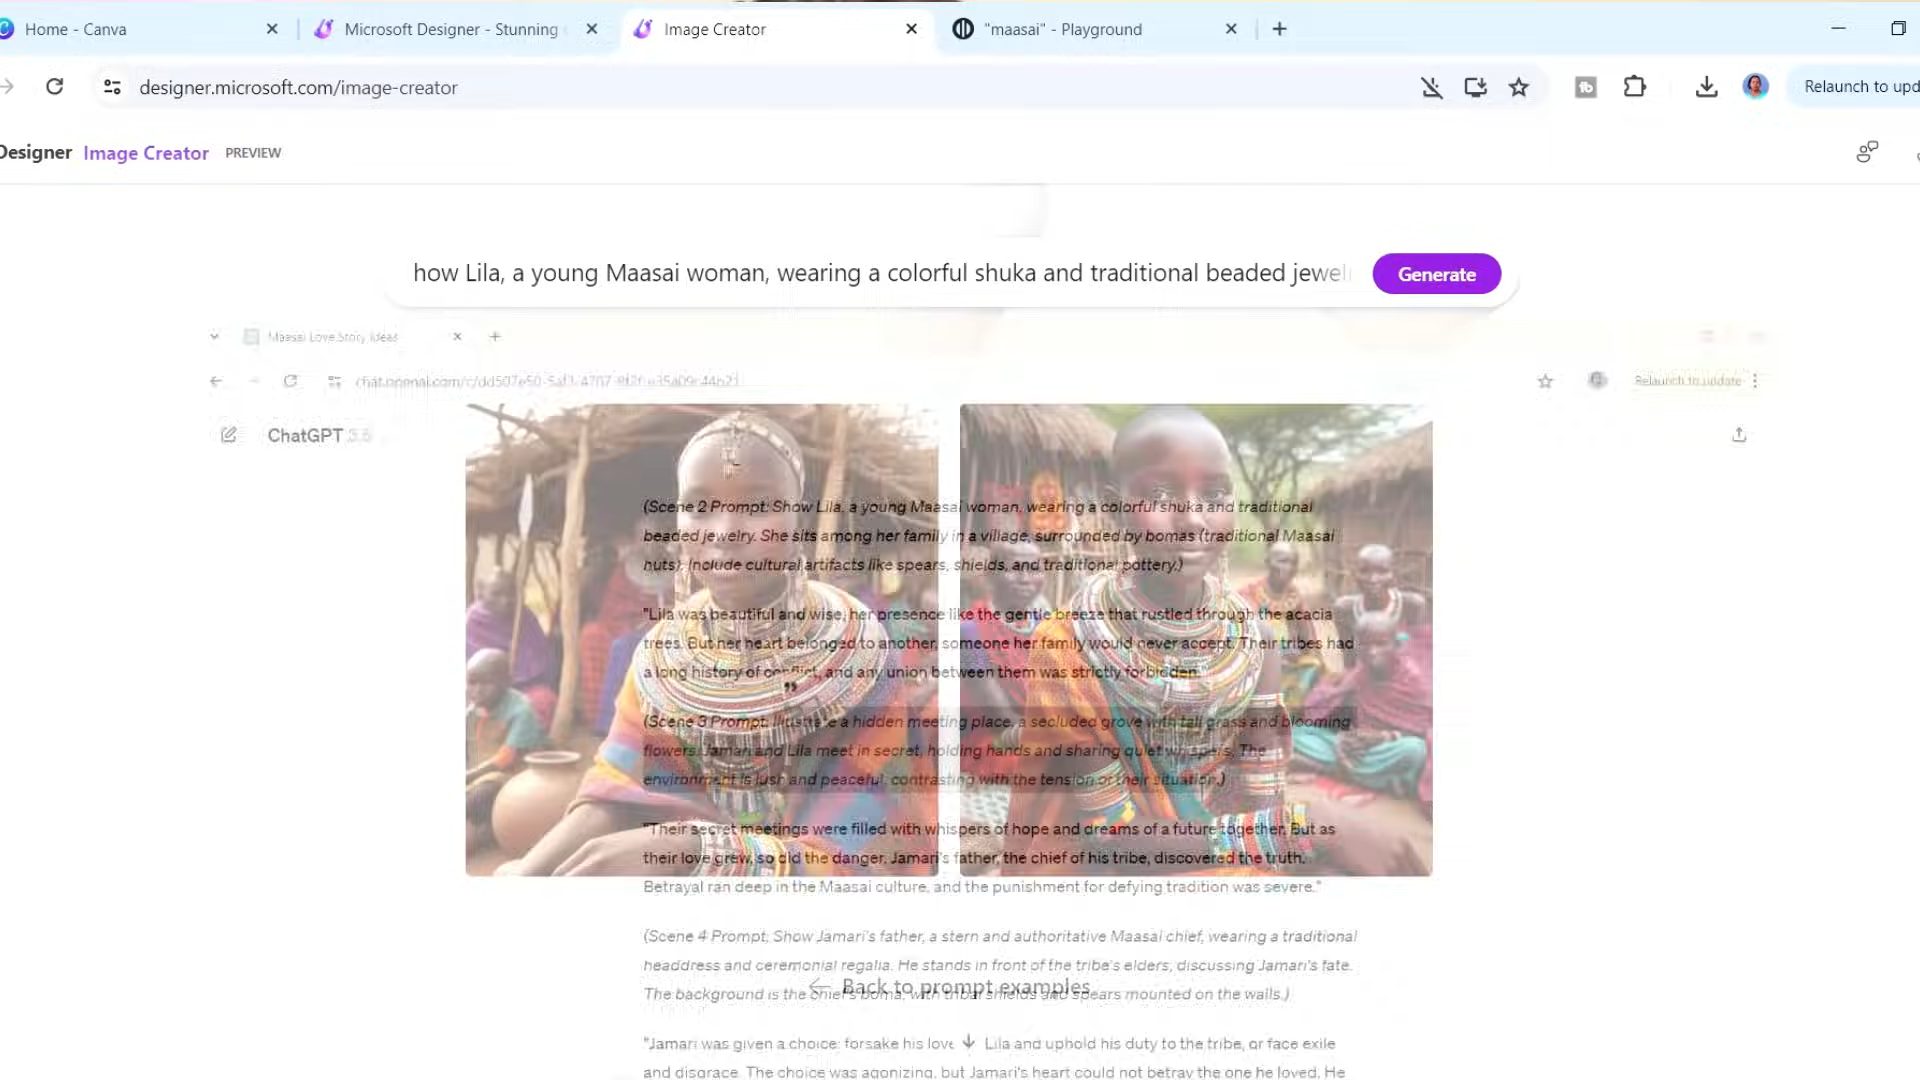 Home - Canva
Microsoft Designer - Stunning
Image Creator
"maasai" - Playground
designer.microsoft.com/image-creator
Relaunch to upd
Designer Image Creator PREVIEW
how Lila, a young Maasai woman, wearing a colorful shuka and traditional beaded jewel
Generate
Maasai Love Story Ideas
Relaunch to update
ChatGPT 3.5
(Scene 2 Prompt: Show Lila, a young Maasai woman, wearing a colorful shuka and traditional
beaded jewelry. She sits among her family in a village, surrounded by bomas (traditional Maasai
huts). Include cultural artifacts like spears, shields, and traditional pottery.)
"Lila was beautiful and wise, her presence like the gentle breeze that rustled through the acacia
trees. But her heart belonged to another, someone her family would never accept. Their tribes had
a long history of conflict, and any union between them was strictly forbidden."
(Scene 3 Prompt: Illustrate a hidden meeting place, a secluded grove with tall grass and blooming
flowers. Jamari and Lila meet in secret, holding hands and sharing quiet whispers. The
environment is lush and peaceful, contrasting with the tension of their situation.)
"Their secret meetings were filled with whispers of hope and dreams of a future together. But as
their love grew, so did the danger. Jamari's father, the chief of his tribe, discovered the truth.
Betrayal ran deep in the Maasai culture, and the punishment for defying tradition was severe."
(Scene 4 Prompt: Show Jamari's father, a stern and authoritative Maasai chief, wearing a traditional
headdress and ceremonial regalia. He stands in front of the tribe's elders, discussing Jamari's fate.
Back to prompt examples
The background is the chief's boma, with tribal shields and spears mounted on the walls.)
"Jamari was given a choice: forsake his love Lila and uphold his duty to the tribe, or face exile
and disgrace. The choice was agonizing, but Jamari's heart could not betray the one he loved. He